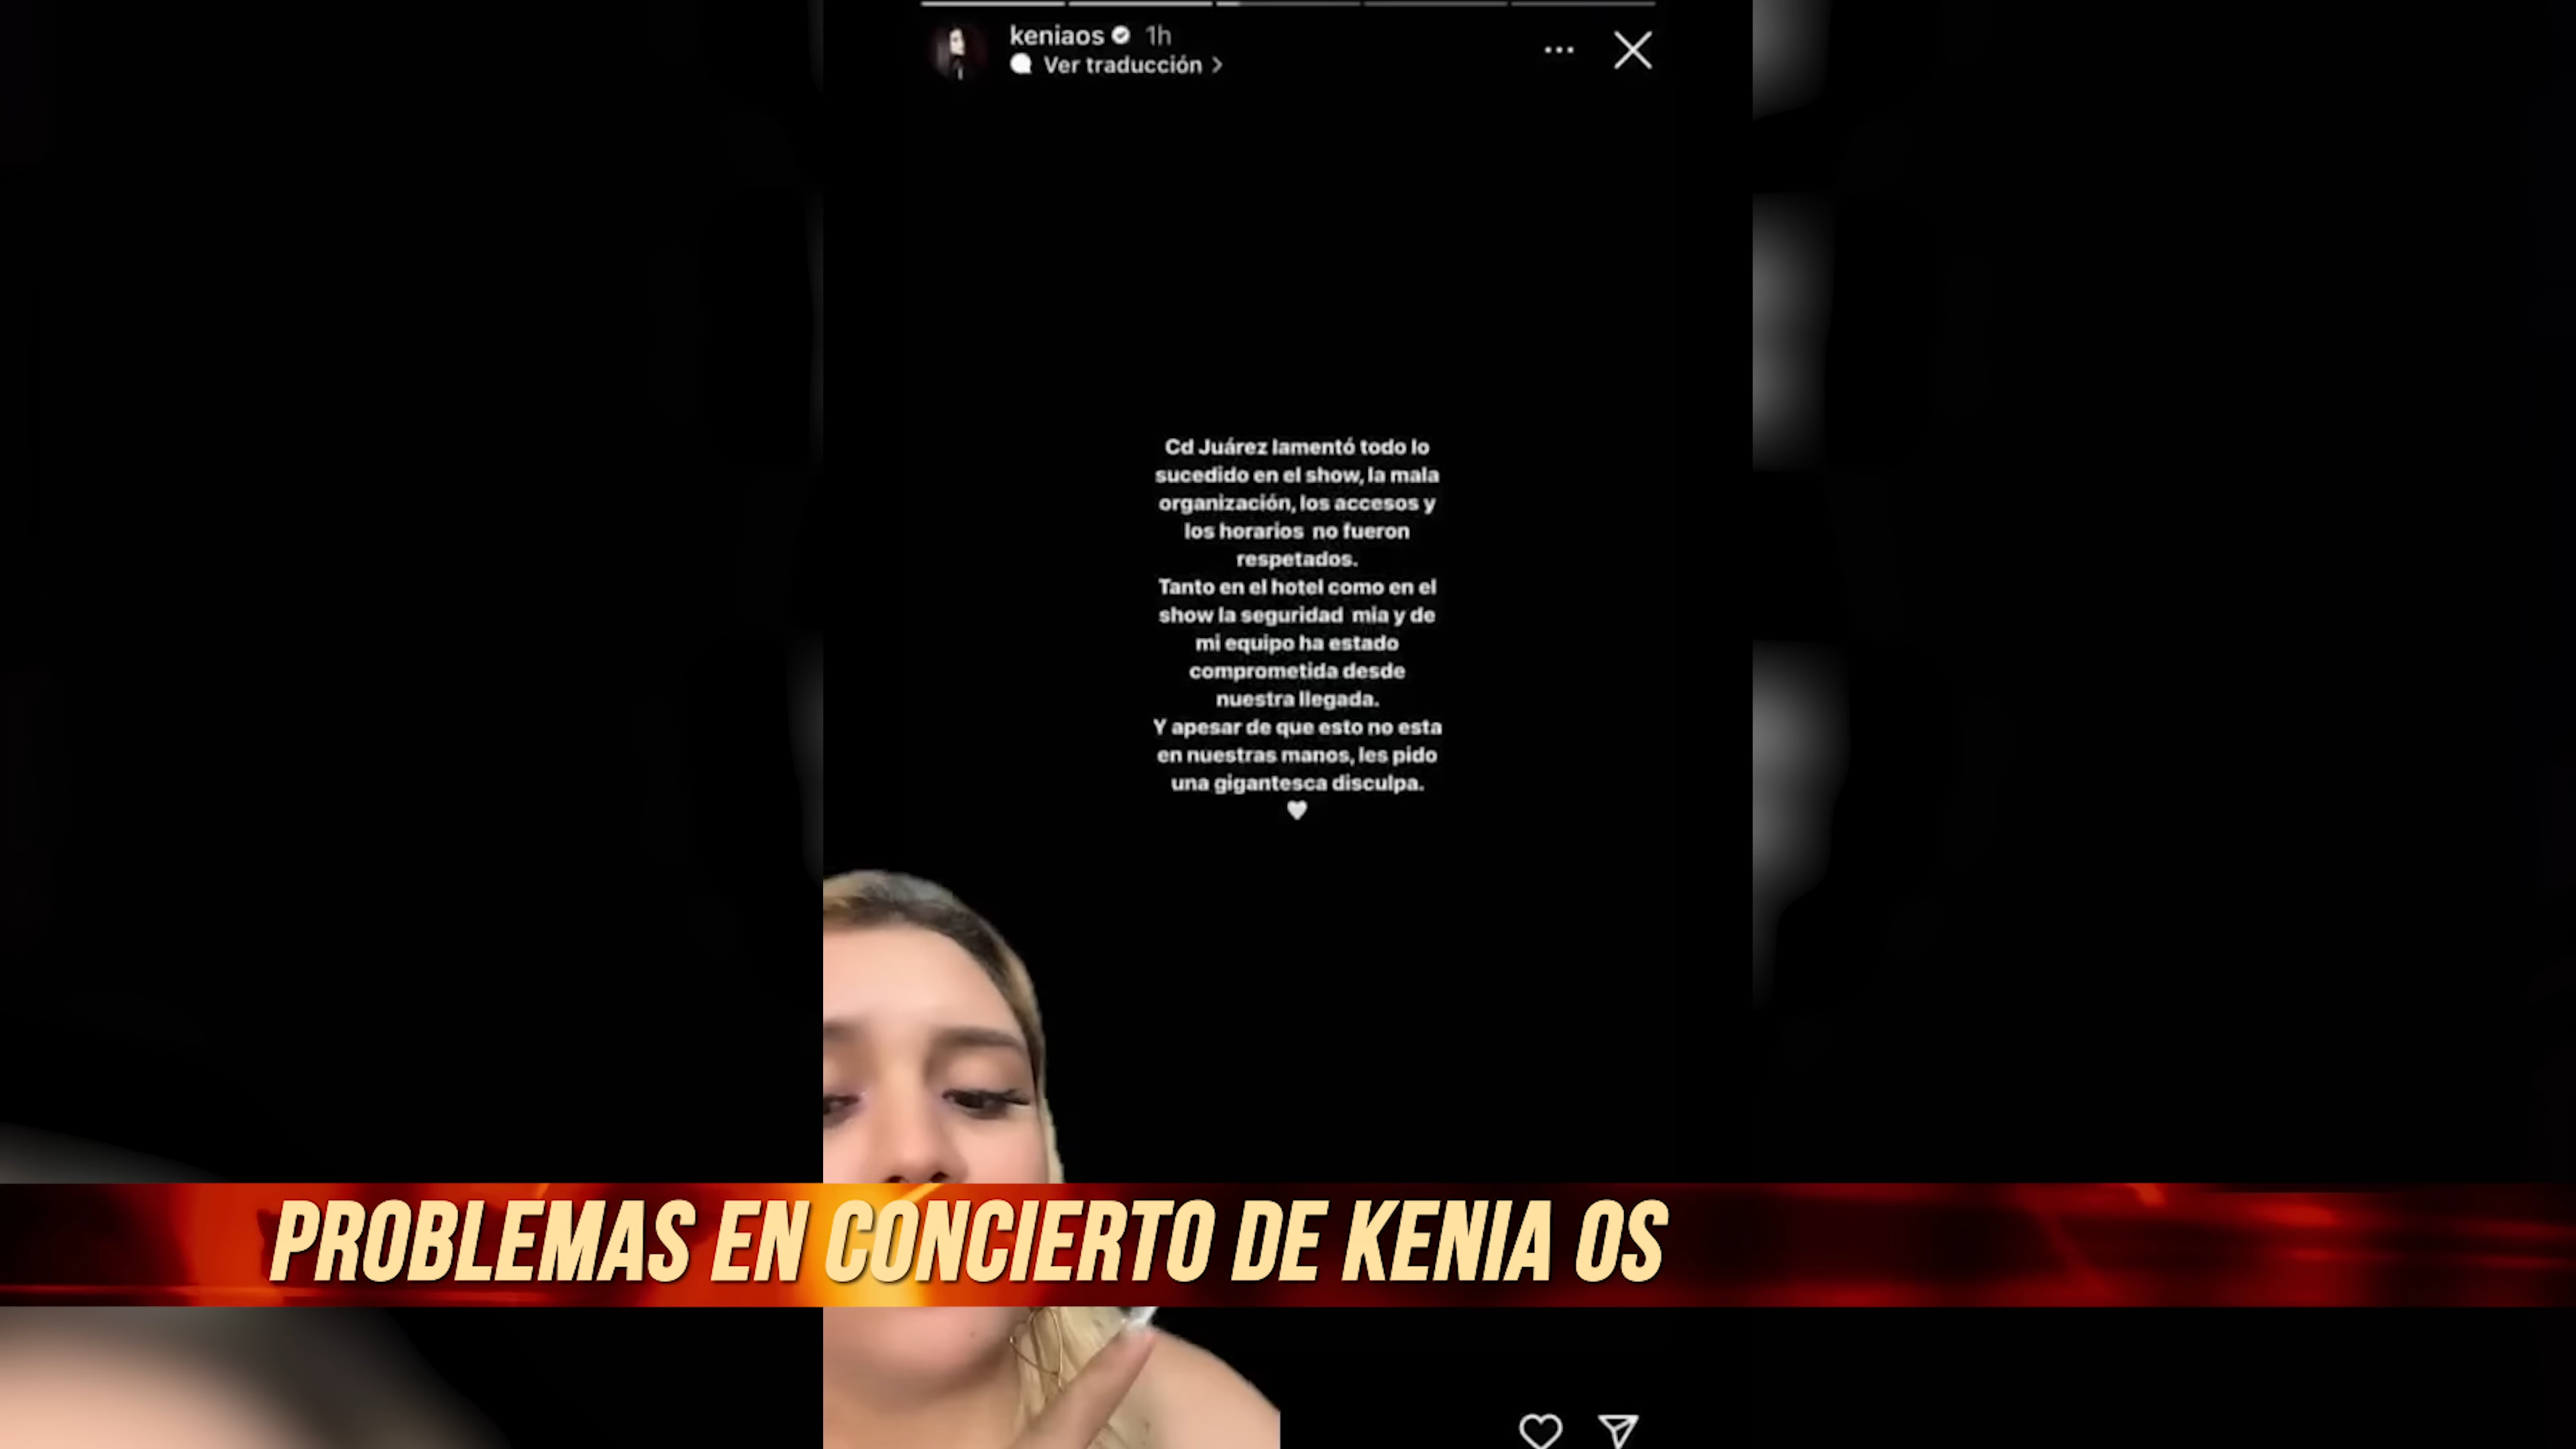 keniaos 1h
Ver traducción
Cd Juárez lamentó todo lo
sucedido en el show, la mala
organización, los accesos y
los horarios no fueron
respetados.
Tanto en el hotel como en el
show la seguridad mia y de
mi equipo ha estado
comprometida desde
nuestra llegada.
Y apesar de que esto no esta
en nuestras manos, les pido
una gigantesca disculpa.
PROBLEMAS EN CONCIERTO DE KENIA OS